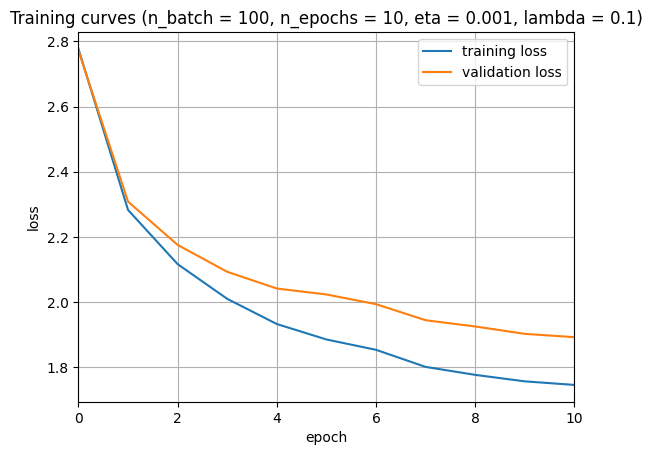 Training curves (n_batch = 100, n_epochs = 10, eta = 0.001, lambda = 0.1)
training loss
validation loss
2.8
2.6
2.4
2.2
2.0
1.8
loss
0 2 4 6 8 10
epoch